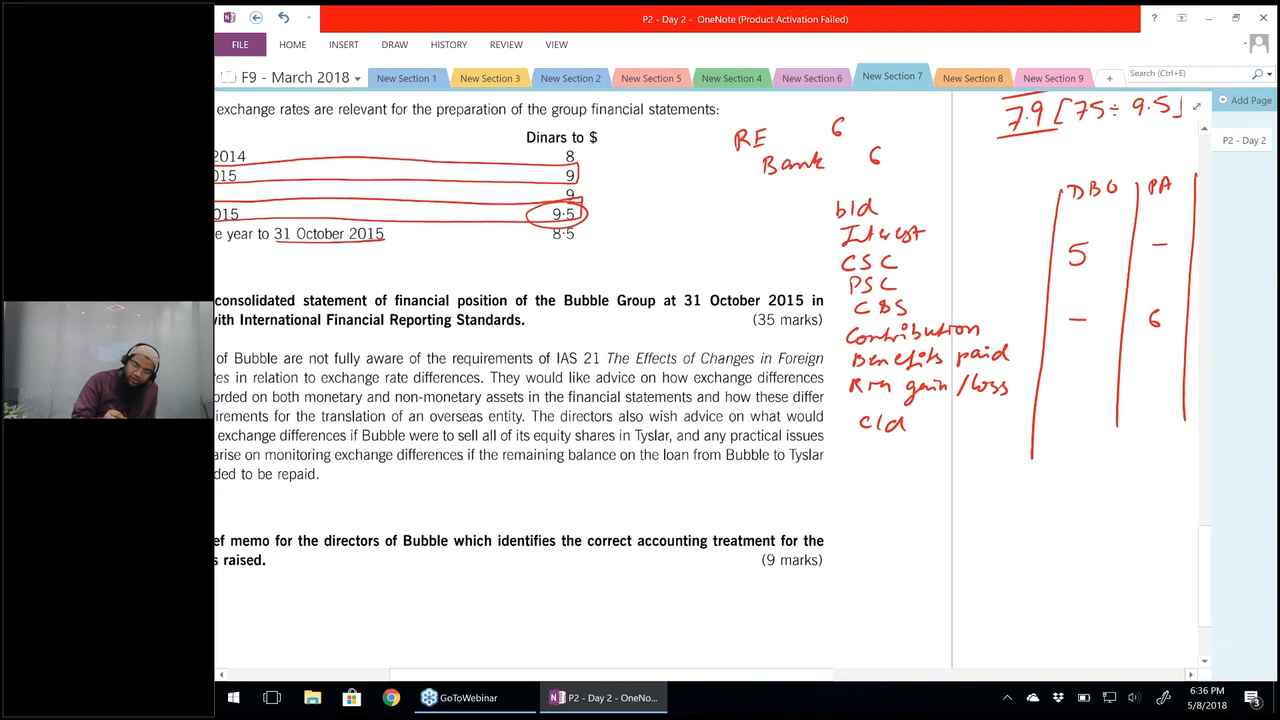 P2 - Day 2 - OneNote (Product Activation Failed)
FILE HOME INSERT DRAW HISTORY REVIEW VIEW
F9 - March 2018 New Section 1 New Section 3 New Section 2 New Section 5 New Section 4 New Section 6 New Section 7 New Section 8 New Section 9 Search (Ctrl+E)
Add Page
P2 - Day 2
exchange rates are relevant for the preparation of the group financial statements:
Dinars to $
2014 8
015 9
9
015 9·5
e year to 31 October 2015 8·5
consolidated statement of financial position of the Bubble Group at 31 October 2015 in
with International Financial Reporting Standards. (35 marks)
of Bubble are not fully aware of the requirements of IAS 21 The Effects of Changes in Foreign
tes in relation to exchange rate differences. They would like advice on how exchange differences
orded on both monetary and non-monetary assets in the financial statements and how these differ
uirements for the translation of an overseas entity. The directors also wish advice on what would
exchange differences if Bubble were to sell all of its equity shares in Tyslar, and any practical issues
arise on monitoring exchange differences if the remaining balance on the loan from Bubble to Tyslar
ded to be repaid.
ef memo for the directors of Bubble which identifies the correct accounting treatment for the
s raised. (9 marks)
7.9 [75 ÷ 9.5]
RE 6
Bank 6
DBO PA
b/d 5 -
Interest
CSC
PSC
CBS
Contribution - 6
Benefits paid
Rm gain/loss
c/d
GoToWebinar
P2 - Day 2 - OneNo...
6:36 PM
5/8/2018
3